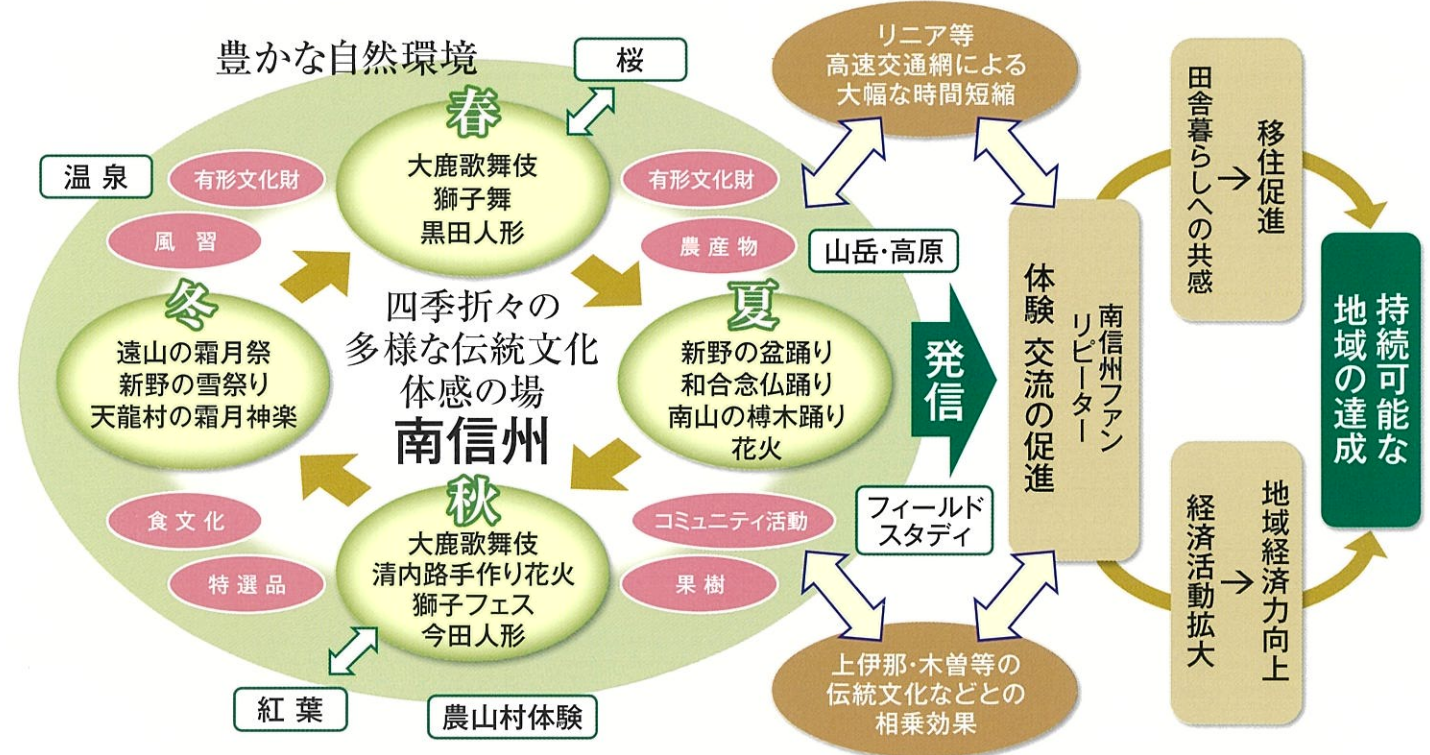 豊かな自然環境
桜
春
大鹿歌舞伎
獅子舞
黒田人形
温泉
有形文化財
風習
有形文化財
農産物
山岳・高原
冬
遠山の霜月祭
新野の雪祭り
天龍村の霜月神楽
四季折々の
多様な伝統文化
体感の場
南信州
夏
新野の盆踊り
和合念仏踊り
南山の榑木踊り
花火
秋
大鹿歌舞伎
清内路手作り花火
獅子フェス
今田人形
食文化
特選品
コミュニティ活動
果樹
フィールド
スタディ
紅葉
農山村体験
リニア等
高速交通網による
大幅な時間短縮
発信
上伊那・木曽等の
伝統文化などとの
相乗効果
南信州ファン
リピーター
体験 交流の促進
田舎暮らしへの共感
→移住促進
経済活動拡大
→地域経済力向上
持続可能な
地域の達成